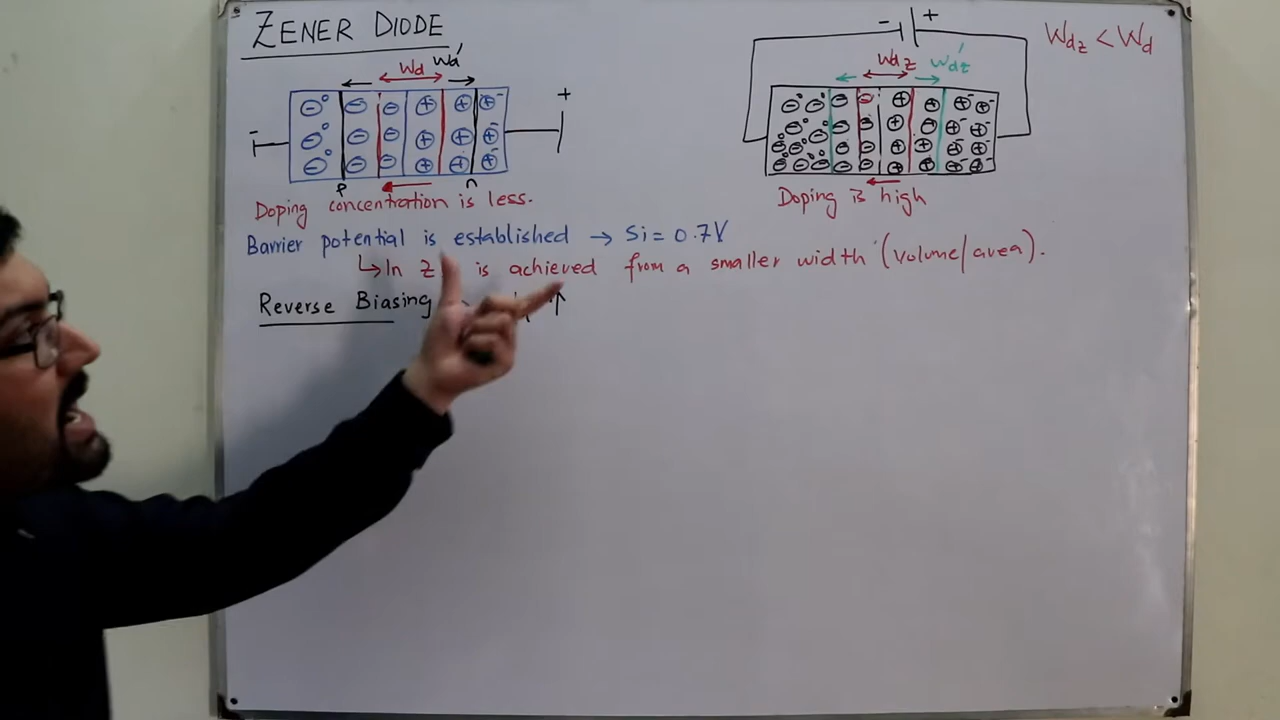 ZENER DIODE
- +
Wdz < Wd
Wd Wd'
Wdz Wdz'
- +
P n
Doping concentration is less.
Doping is high
Barrier potential is established → Si = 0.7V
↳ In Z is achieved from a smaller width (volume/area).
Reverse Biasing ↑